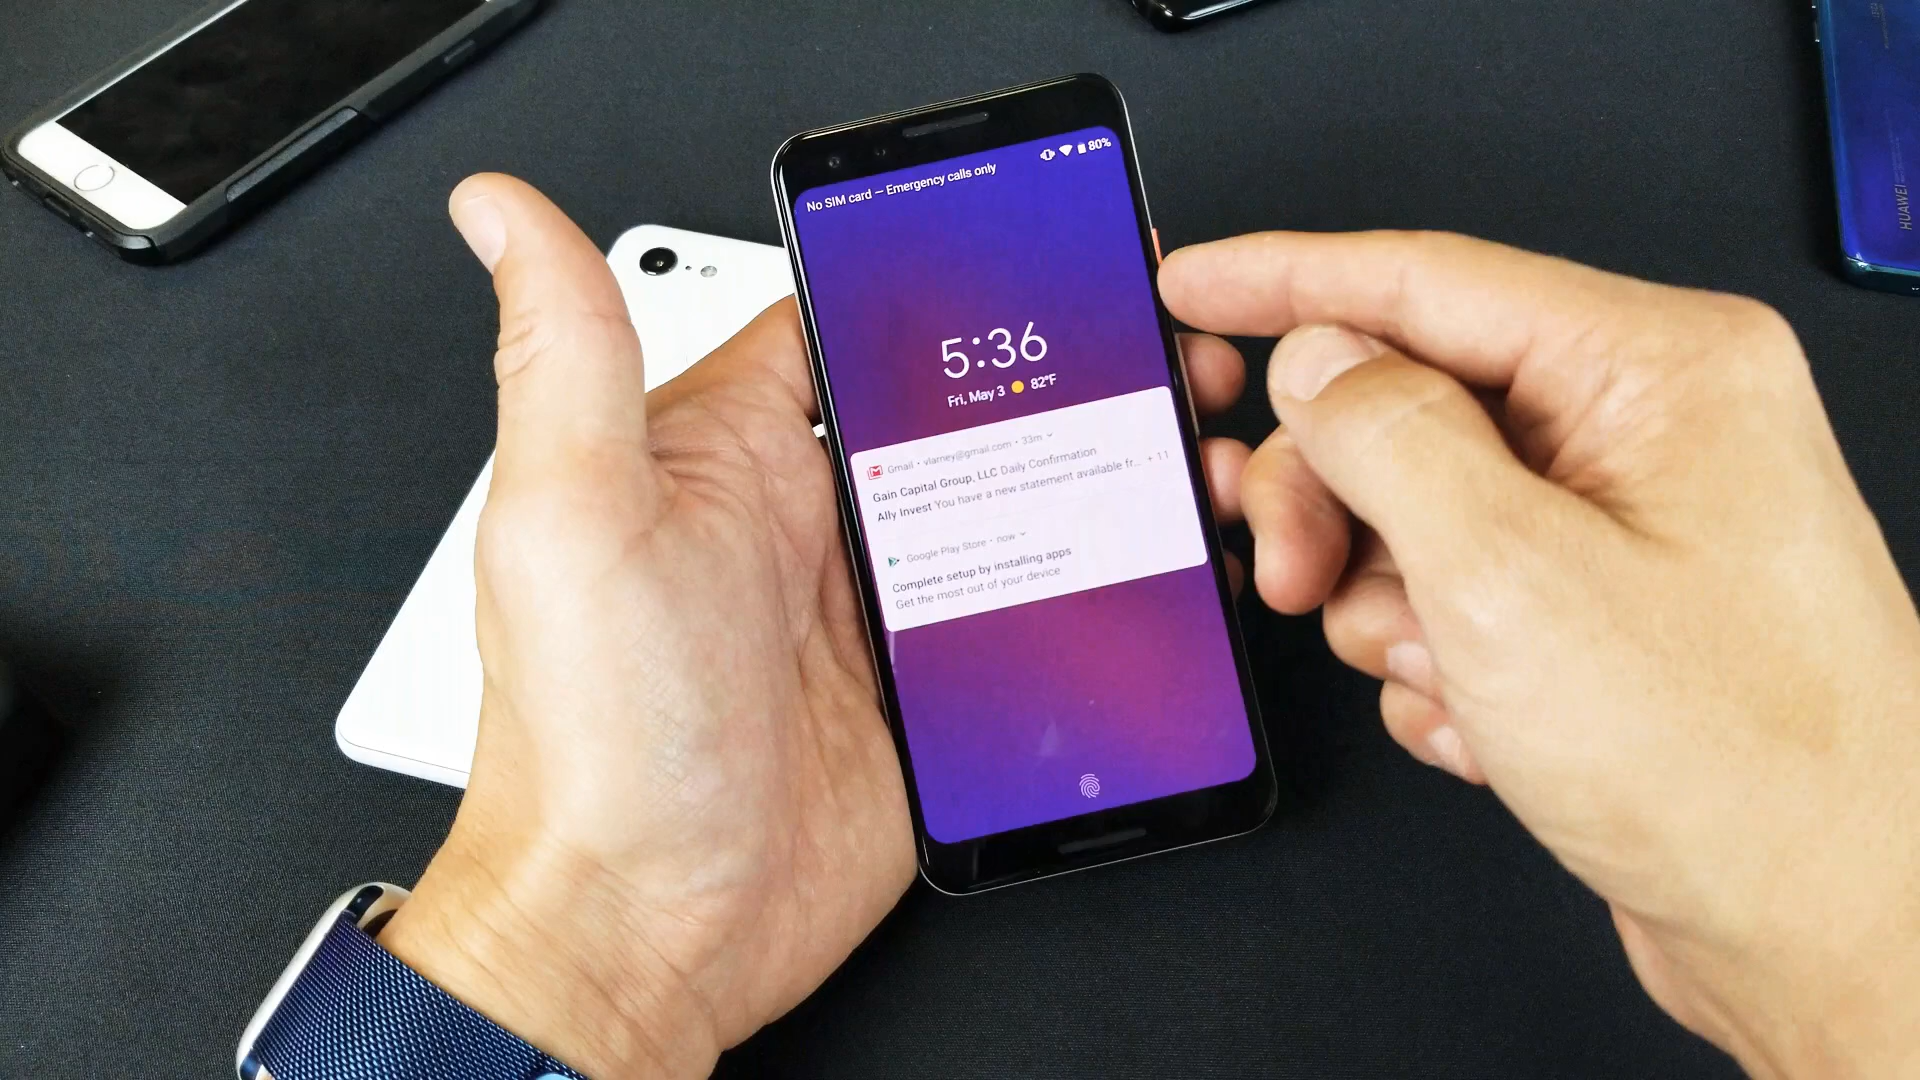 No SIM card – Emergency calls only
80%
5:36
Fri, May 3 82°F
Gmail • vlarney@gmail.com • 33m
Gain Capital Group, LLC Daily Confirmation
Ally Invest You have a new statement available fr... + 11
Google Play Store • now
Complete setup by installing apps
Get the most out of your device
HUAWEI